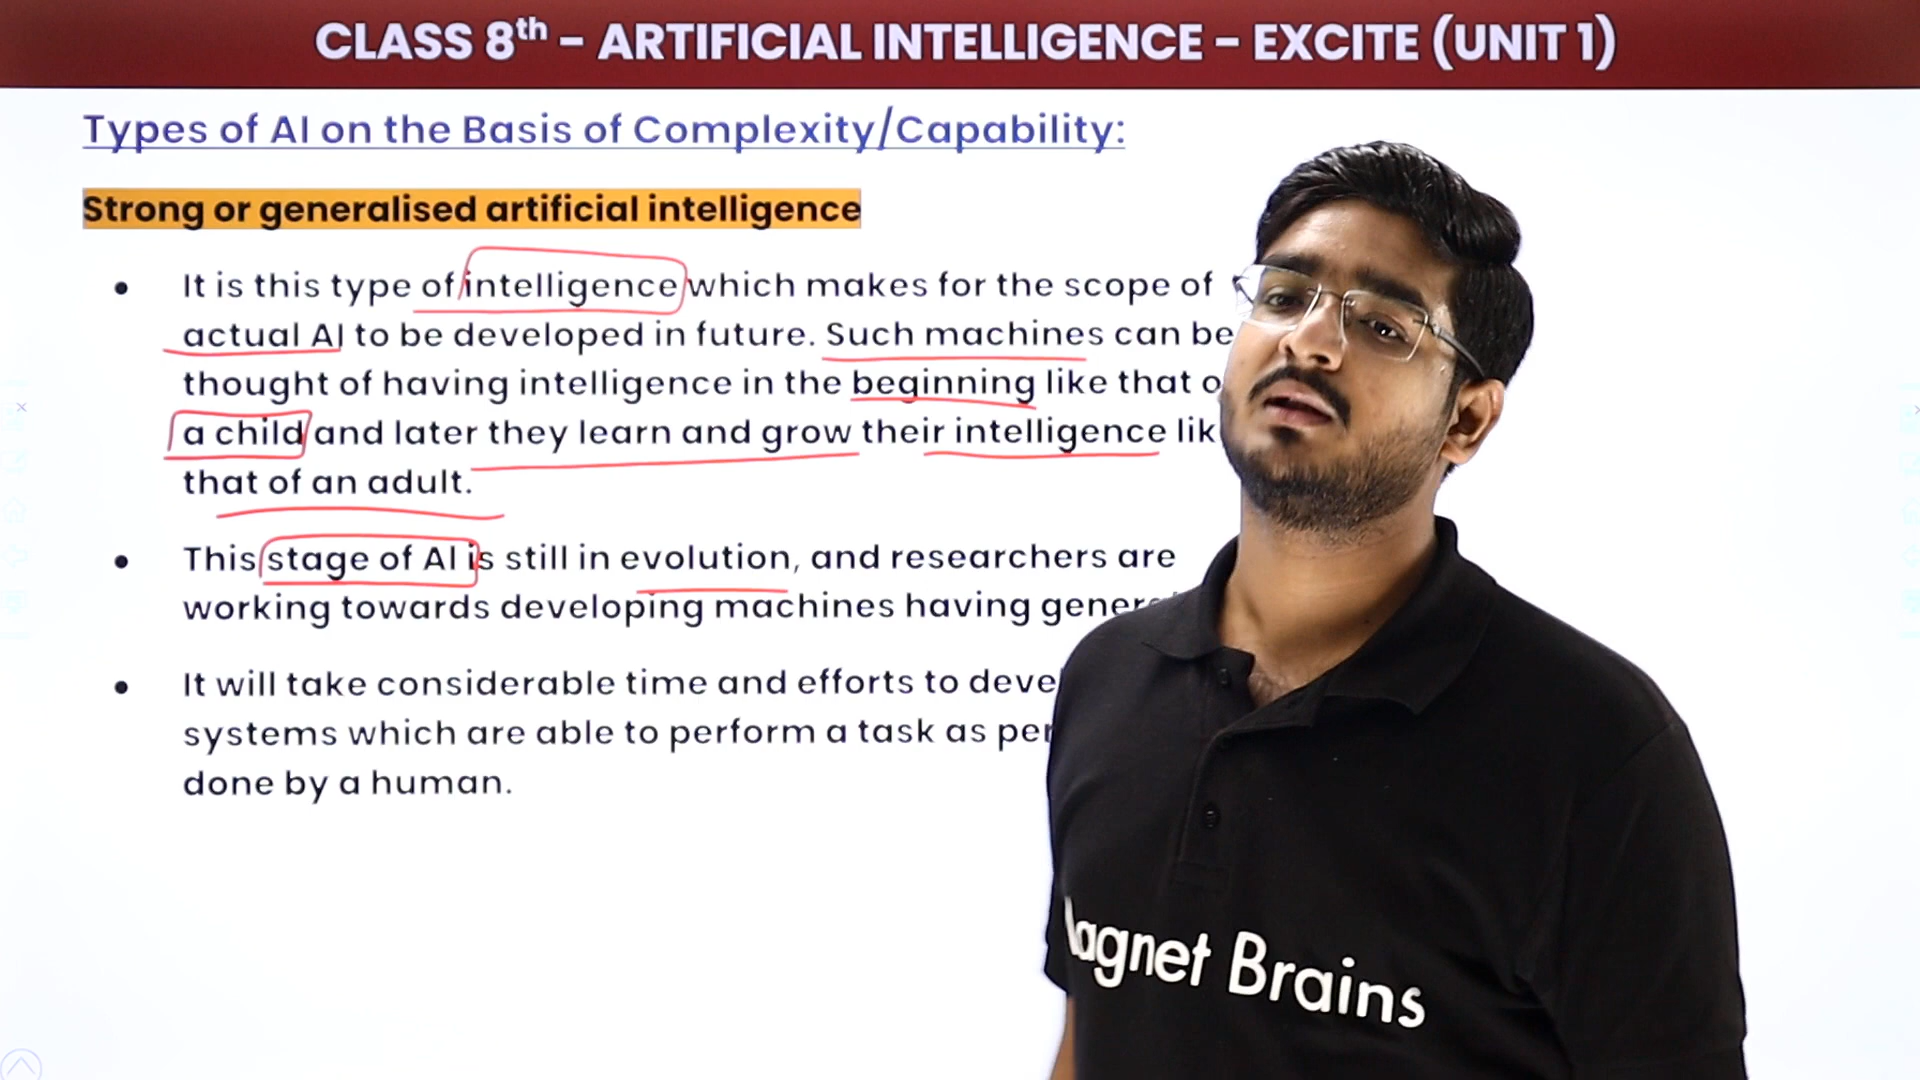 CLASS 8th - ARTIFICIAL INTELLIGENCE - EXCITE (UNIT 1)
Types of AI on the Basis of Complexity/Capability:
Strong or generalised artificial intelligence
• It is this type of intelligence which makes for the scope of
actual AI to be developed in future. Such machines can be
thought of having intelligence in the beginning like that
a child and later they learn and grow their intelligence
that of an adult.
• This stage of AI is still in evolution, and researchers are
working towards developing machines having
• It will take considerable time and efforts to
systems which are able to perform a task as
done by a human.
Brains